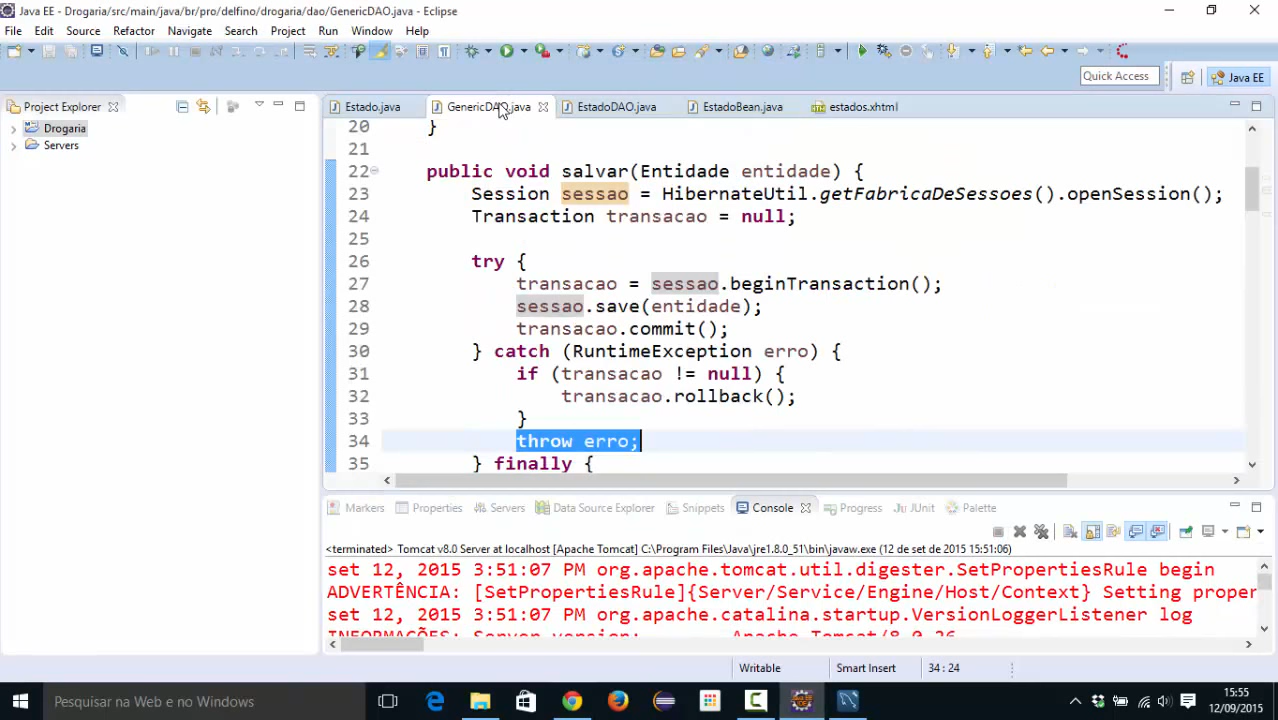 Java EE - Drogaria/src/main/java/br/pro/delfino/drogaria/dao/GenericDAO.java - Eclipse
File Edit Source Refactor Navigate Search Project Run Window Help
Quick Access
Java EE
Project Explorer
Drogaria
Servers
Estado.java
GenericDAO.java
EstadoDAO.java
EstadoBean.java
estados.xhtml
20 }
21
22 public void salvar(Entidade entidade) {
23 Session sessao = HibernateUtil.getFabricaDeSessoes().openSession();
24 Transaction transacao = null;
25
26 try {
27 transacao = sessao.beginTransaction();
28 sessao.save(entidade);
29 transacao.commit();
30 } catch (RuntimeException erro) {
31 if (transacao != null) {
32 transacao.rollback();
33 }
34 throw erro;
35 } finally {
Markers Properties Servers Data Source Explorer Snippets Console Progress JUnit Palette
<terminated> Tomcat v8.0 Server at localhost [Apache Tomcat] C:\Program Files\Java\jre1.8.0_51\bin\javaw.exe (12 de set de 2015 15:51:06)
set 12, 2015 3:51:07 PM org.apache.tomcat.util.digester.SetPropertiesRule begin
ADVERTÊNCIA: [SetPropertiesRule]{Server/Service/Engine/Host/Context} Setting proper
set 12, 2015 3:51:07 PM org.apache.catalina.startup.VersionLoggerListener log
INFORMAÇÕES: Server version: Apache Tomcat/8.0.26
Writable
Smart Insert
34 : 24
Pesquisar na Web e no Windows
15:55
12/09/2015